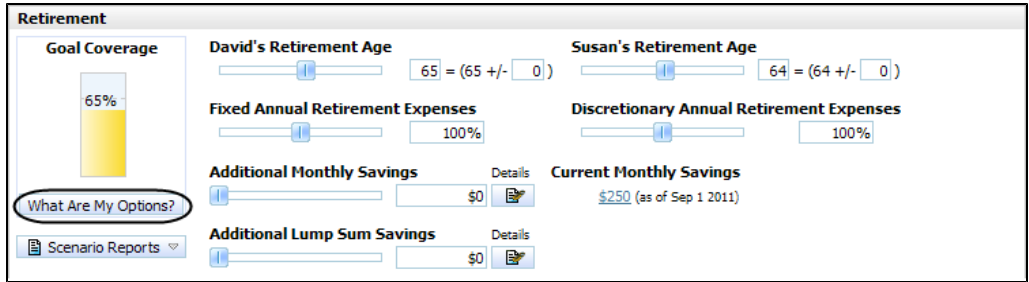 Retirement
Goal Coverage
65%
What Are My Options?
Scenario Reports
David's Retirement Age
65 = (65 +/- 0 )
Susan's Retirement Age
64 = (64 +/- 0 )
Fixed Annual Retirement Expenses
100%
Discretionary Annual Retirement Expenses
100%
Additional Monthly Savings Details
$0
Current Monthly Savings
$250 (as of Sep 1 2011)
Additional Lump Sum Savings Details
$0